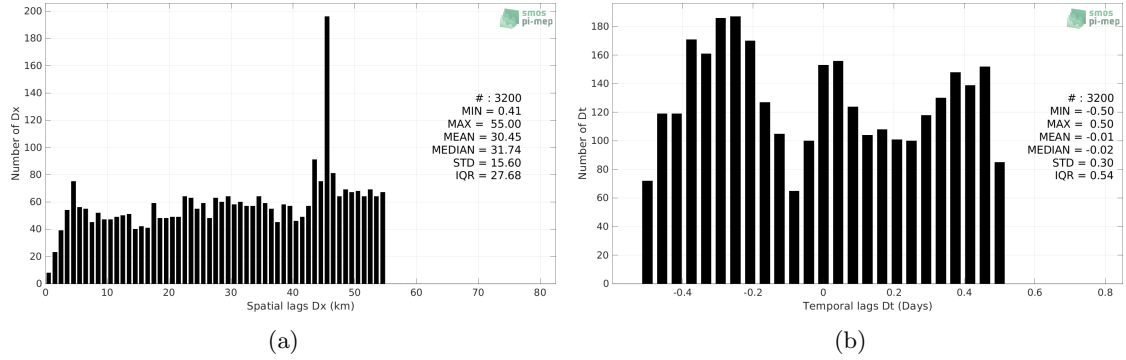 smos
pi-mep
200
180
160
140
120
100
80
60
40
20
0
Number of Dx
# : 3200
MIN = 0.41
MAX = 55.00
MEAN = 30.45
MEDIAN = 31.74
STD = 15.60
IQR = 27.68
0 10 20 30 40 50 60 70 80
Spatial lags Dx (km)
(a)
smos
pi-mep
180
160
140
120
100
80
60
40
20
0
Number of Dt
# : 3200
MIN = -0.50
MAX = 0.50
MEAN = -0.01
MEDIAN = -0.02
STD = 0.30
IQR = 0.54
-0.4 -0.2 0 0.2 0.4 0.6 0.8
Temporal lags Dt (Days)
(b)